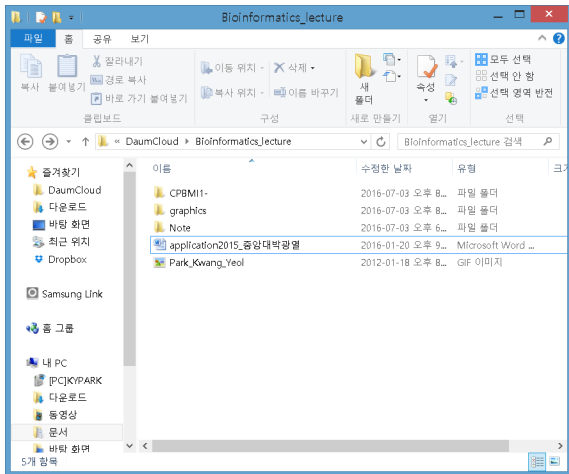 Bioinformatics_lecture
파일 홈 공유 보기
복사 붙여넣기 잘라내기 경로 복사 바로 가기 붙여넣기
클립보드
이동 위치 삭제
복사 위치 이름 바꾸기
구성
새 폴더
새로 만들기
속성
열기
모두 선택
선택 안 함
선택 영역 반전
선택
« DaumCloud Bioinformatics_lecture
Bioinformatics_lecture 검색
즐겨찾기
DaumCloud
다운로드
바탕 화면
최근 위치
Dropbox
Samsung Link
홈 그룹
내 PC
[PC]KYPARK
다운로드
동영상
문서
바탕 화면
이름 수정한 날짜 유형 크기
CPBMI1- 2016-07-03 오후 8... 파일 폴더
graphics 2016-07-03 오후 8... 파일 폴더
Note 2016-07-03 오후 6... 파일 폴더
application2015_중앙대박광열 2016-01-20 오후 9... Microsoft Word ...
Park_Kwang_Yeol 2012-01-18 오후 8... GIF 이미지
5개 항목